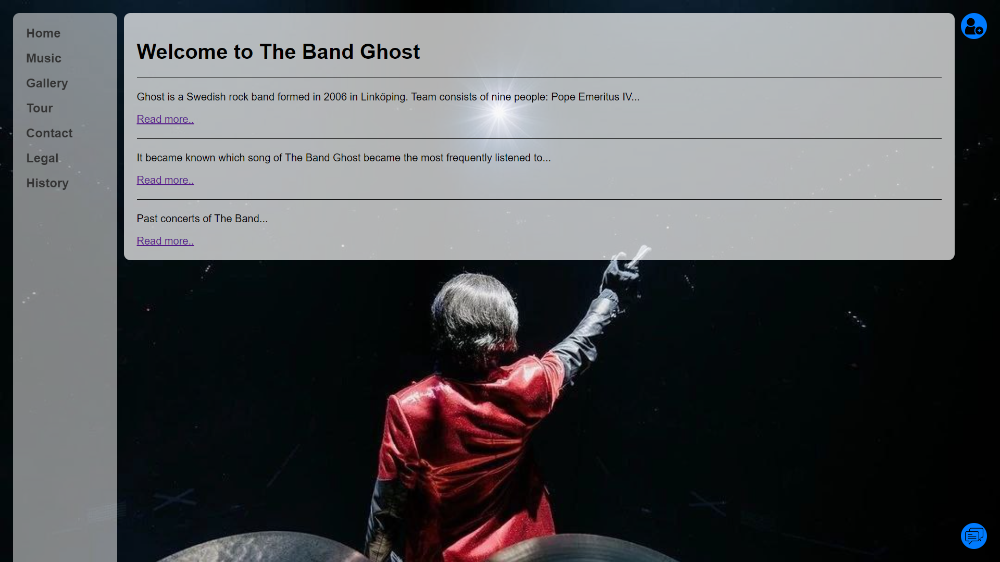 Home
Music
Gallery
Tour
Contact
Legal
History
Welcome to The Band Ghost
Ghost is a Swedish rock band formed in 2006 in Linköping. Team consists of nine people: Pope Emeritus IV...
Read more..
It became known which song of The Band Ghost became the most frequently listened to...
Read more..
Past concerts of The Band...
Read more..